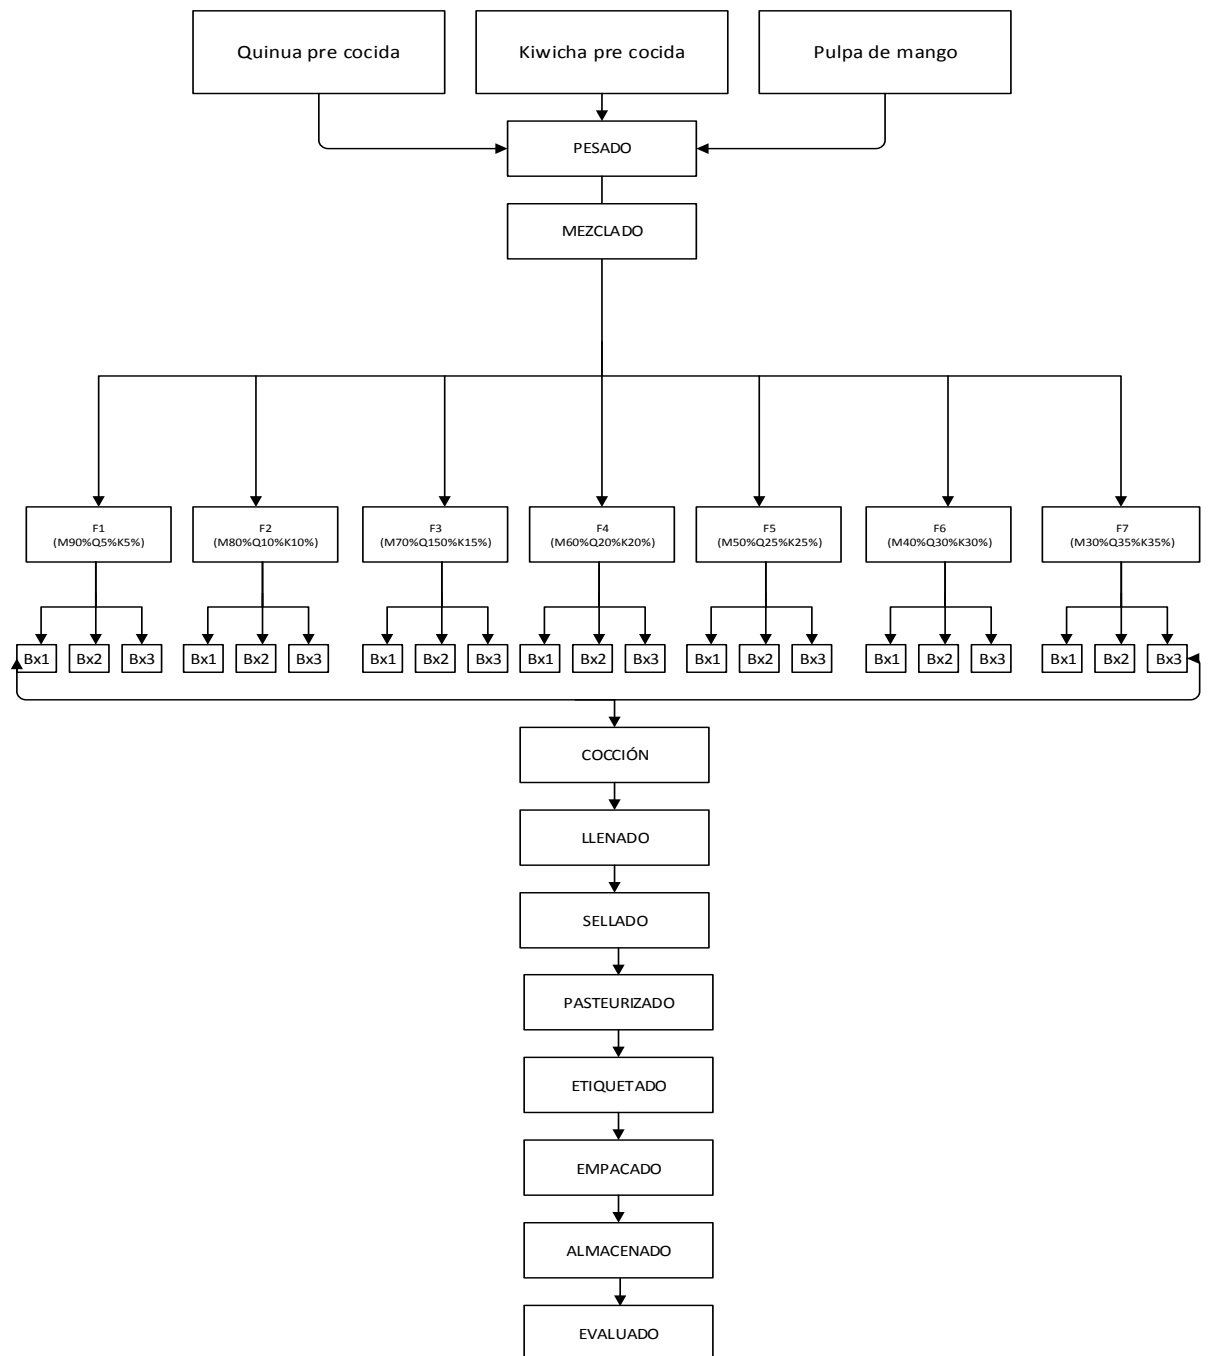 Quinua pre cocida
Kiwicha pre cocida
Pulpa de mango
PESADO
MEZCLADO
F1
(M90%Q5%K5%)
F2
(M80%Q10%K10%)
F3
(M70%Q150%K15%)
F4
(M60%Q20%K20%)
F5
(M50%Q25%K25%)
F6
(M40%Q30%K30%)
F7
(M30%Q35%K35%)
Bx1
Bx2
Bx3
Bx1
Bx2
Bx3
Bx1
Bx2
Bx3
Bx1
Bx2
Bx3
Bx1
Bx2
Bx3
Bx1
Bx2
Bx3
Bx1
Bx2
Bx3
COCCIÓN
LLENADO
SELLADO
PASTEURIZADO
ETIQUETADO
EMPACADO
ALMACENADO
EVALUADO